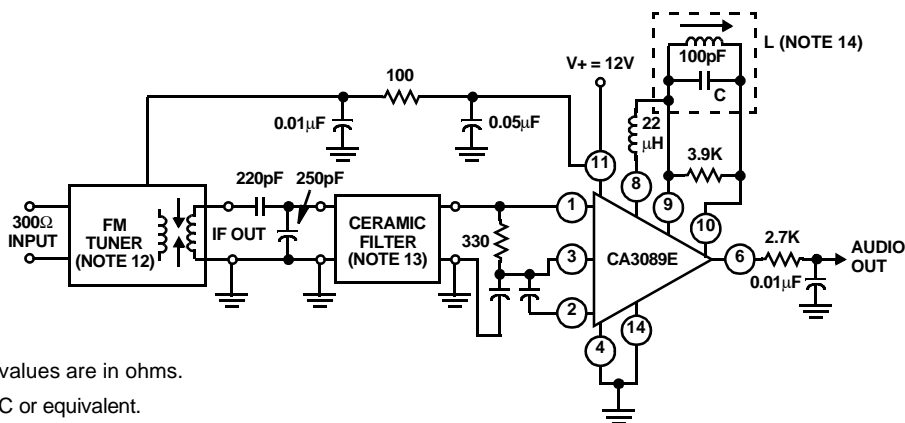 L (NOTE 14)
100pF
C
V+ = 12V
100
0.01µF
0.05µF
22
µH
3.9K
11
8
9
10
220pF
250pF
300Ω
INPUT
FM
TUNER
(NOTE 12)
IF OUT
CERAMIC
FILTER
(NOTE 13)
330
1
3
2
CA3089E
6
2.7K
AUDIO
OUT
0.01µF
4
14
values are in ohms.
C or equivalent.